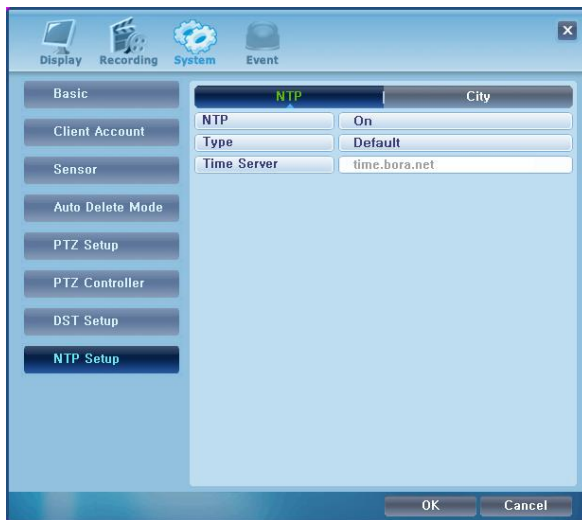 Display Recording System Event
Basic
Client Account
Sensor
Auto Delete Mode
PTZ Setup
PTZ Controller
DST Setup
NTP Setup
NTP City
NTP On
Type Default
Time Server time.bora.net
OK Cancel